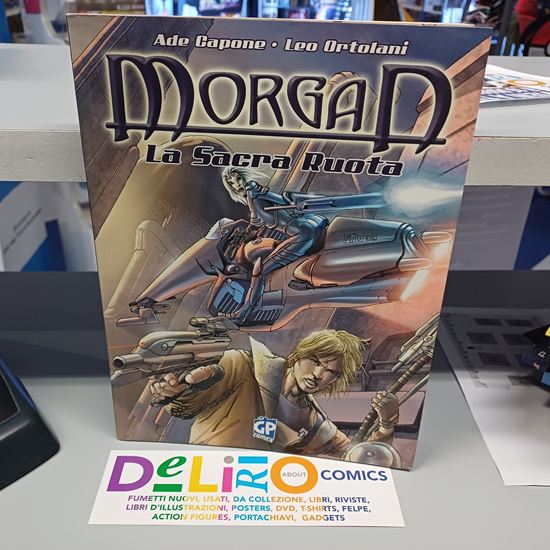 Ade Capone • Leo Ortolani
MORGAN
La Sacra Ruota
GP
COMICS
DeLiRiO ABOUT COMICS
FUMETTI NUOVI, USATI, DA COLLEZIONE, LIBRI, RIVISTE,
LIBRI D'ILLUSTRAZIONI, POSTERS, DVD, T-SHIRTS, FELPE,
ACTION FIGURES, PORTACHIAVI, GADGETS